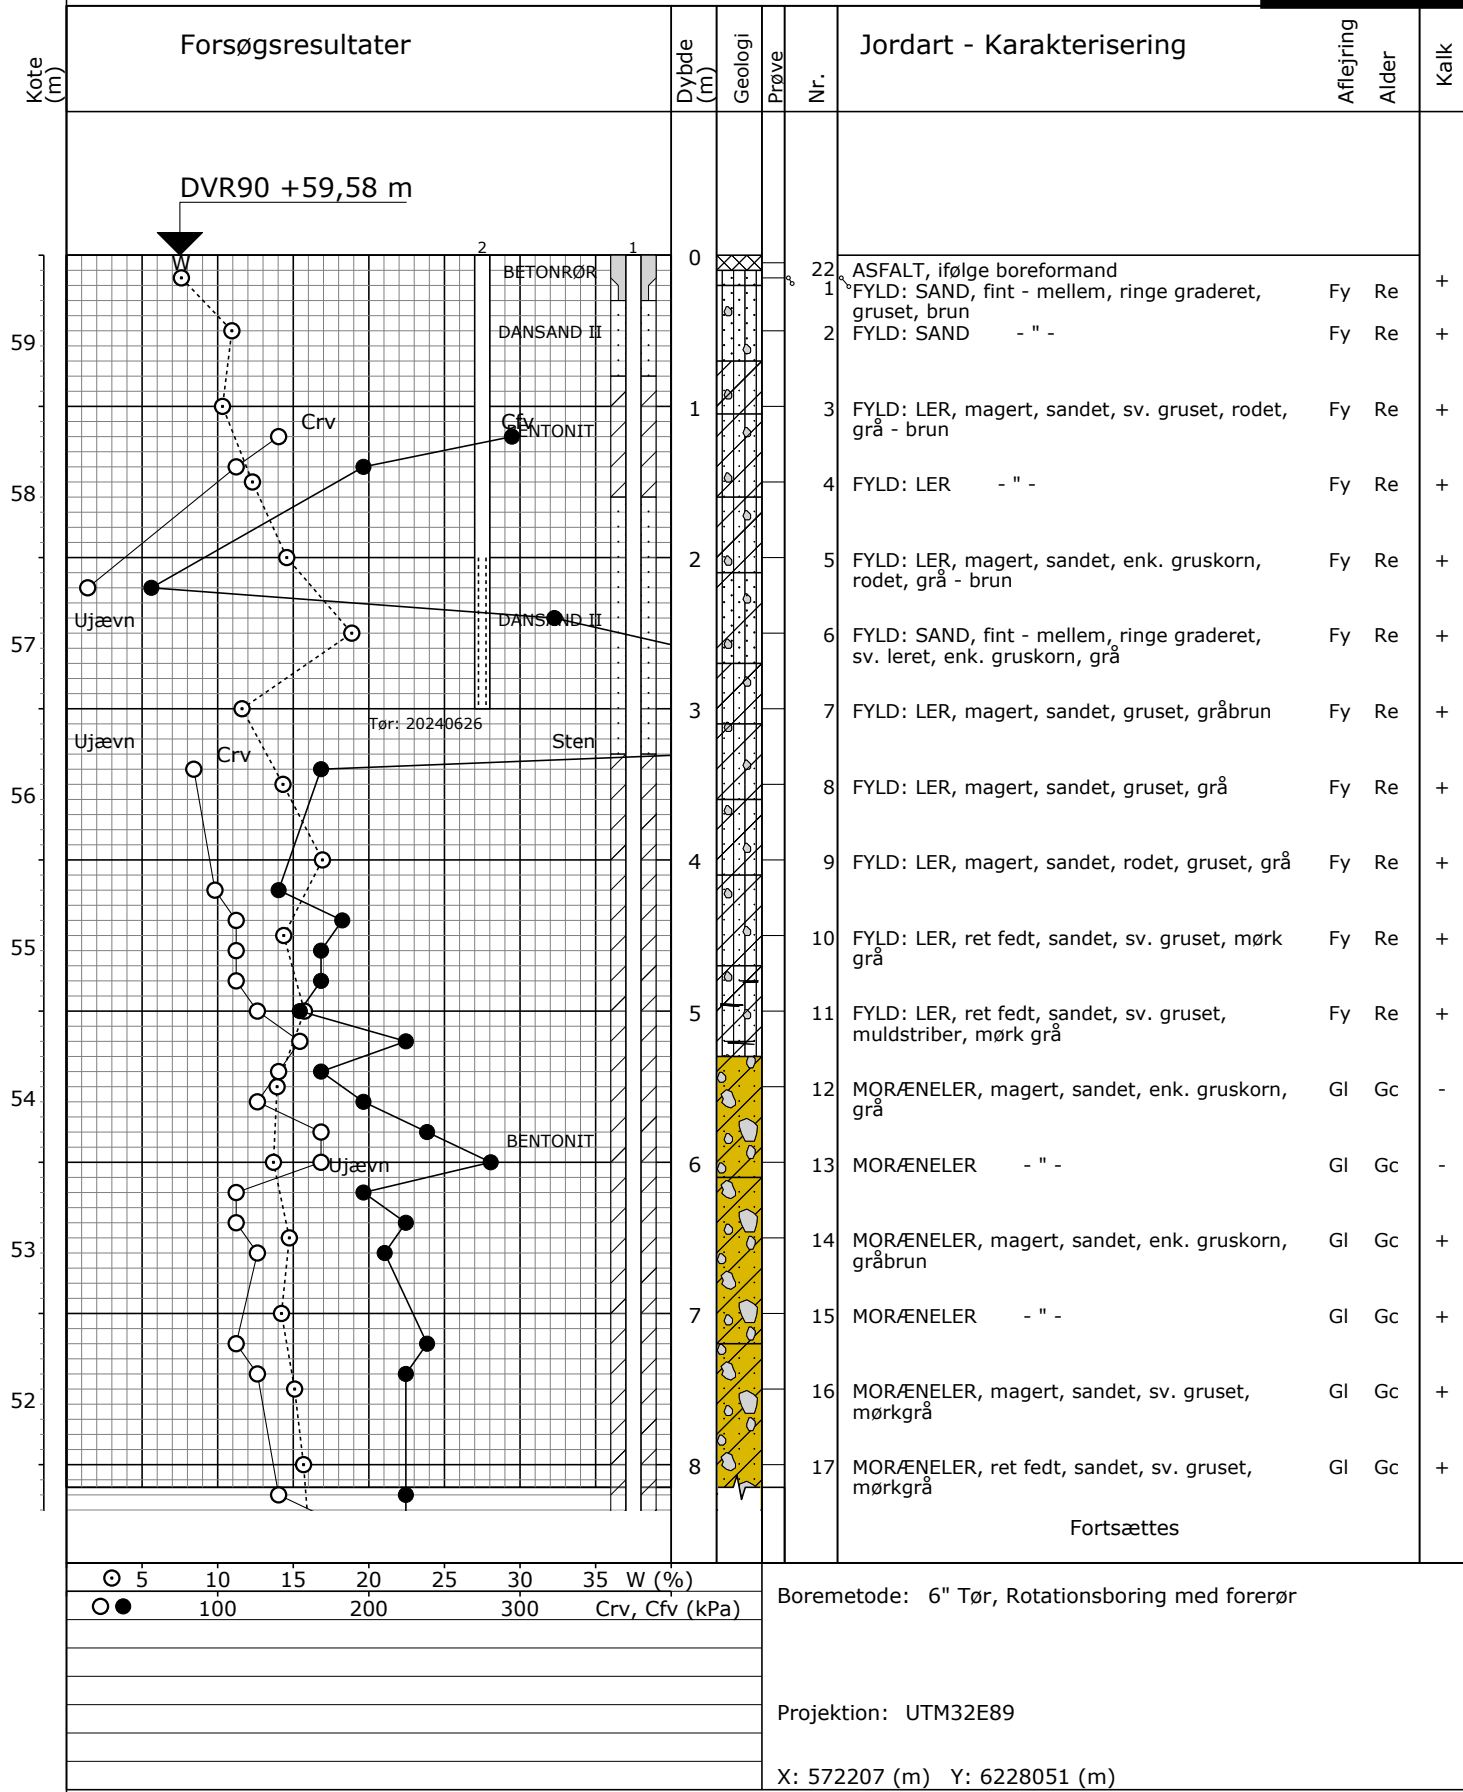 Kote (m)
Forsøgsresultater
Dybde (m)
Geologi
Prøve
Nr.
Jordart - Karakterisering
Aflejring
Alder
Kalk
DVR90 +59,58 m
W
2
1
BETONRØR
DANSAND II
Crv
Cfv
BENTONIT
Ujævn
DANSAND II
Tør: 20240626
Ujævn
Crv
Sten
BENTONIT
Ujævn
59
58
57
56
55
54
53
52
0
1
2
3
4
5
6
7
8
22 ASFALT, ifølge boreformand +
1 FYLD: SAND, fint - mellem, ringe graderet, Fy Re
gruset, brun
2 FYLD: SAND - " - Fy Re +
3 FYLD: LER, magert, sandet, sv. gruset, rodet, Fy Re +
grå - brun
4 FYLD: LER - " - Fy Re +
5 FYLD: LER, magert, sandet, enk. gruskorn, Fy Re +
rodet, grå - brun
6 FYLD: SAND, fint - mellem, ringe graderet, Fy Re +
sv. leret, enk. gruskorn, grå
7 FYLD: LER, magert, sandet, gruset, gråbrun Fy Re +
8 FYLD: LER, magert, sandet, gruset, grå Fy Re +
9 FYLD: LER, magert, sandet, rodet, gruset, grå Fy Re +
10 FYLD: LER, ret fedt, sandet, sv. gruset, mørk Fy Re +
grå
11 FYLD: LER, ret fedt, sandet, sv. gruset, Fy Re +
muldstriber, mørk grå
12 MORÆNELER, magert, sandet, enk. gruskorn, Gl Gc -
grå
13 MORÆNELER - " - Gl Gc -
14 MORÆNELER, magert, sandet, enk. gruskorn, Gl Gc +
gråbrun
15 MORÆNELER - " - Gl Gc +
16 MORÆNELER, magert, sandet, sv. gruset, Gl Gc +
mørkgrå
17 MORÆNELER, ret fedt, sandet, sv. gruset, Gl Gc +
mørkgrå
Fortsættes
5 10 15 20 25 30 35 W (%)
100 200 300 Crv, Cfv (kPa)
Boremetode: 6" Tør, Rotationsboring med forerør
Projektion: UTM32E89
X: 572207 (m) Y: 6228051 (m)